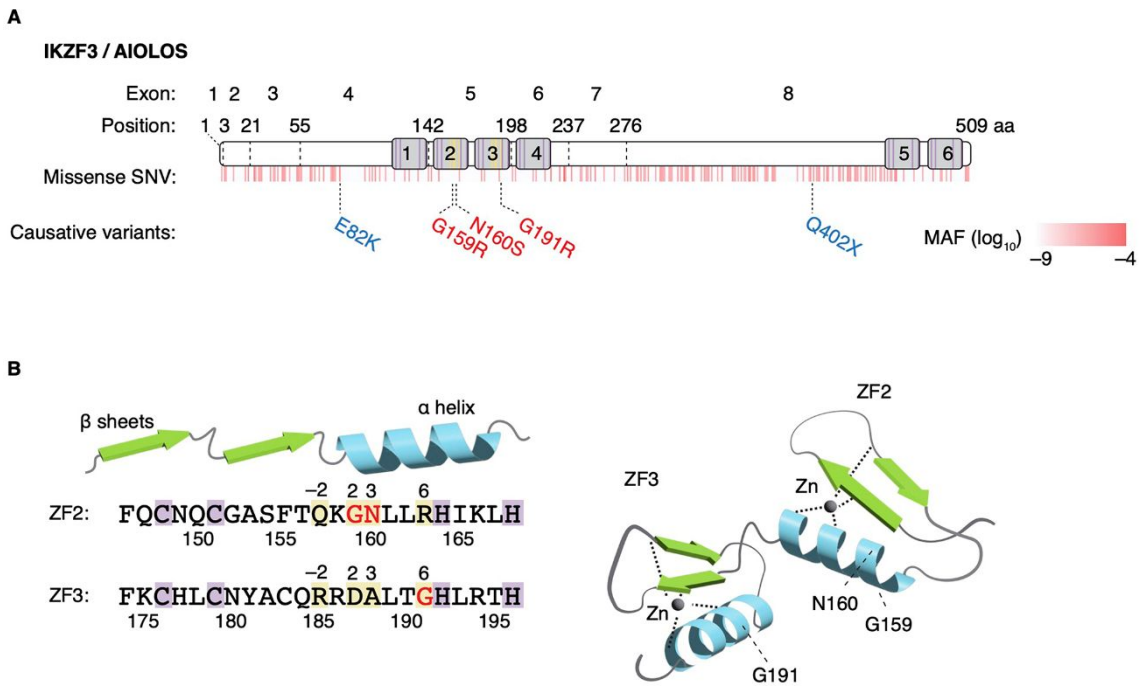 A
IKZF3 / AIOLOS
Exon: 1 2 3 4 5 6 7 8
Position: 1 3 21 55 142 198 237 276 509 aa
1 2 3 4 5 6
Missense SNV:
Causative variants: E82K G159R N160S G191R Q402X
MAF (log10)
–9 –4
B
β sheets α helix
–2 2 3 6
ZF2: FQCNQCGASFTQKGNLLRHIKLH
150 155 160 165
–2 2 3 6
ZF3: FKCHLCNYACQRRDALTGHLRTH
175 180 185 190 195
ZF2
ZF3
Zn
N160
G159
Zn
G191